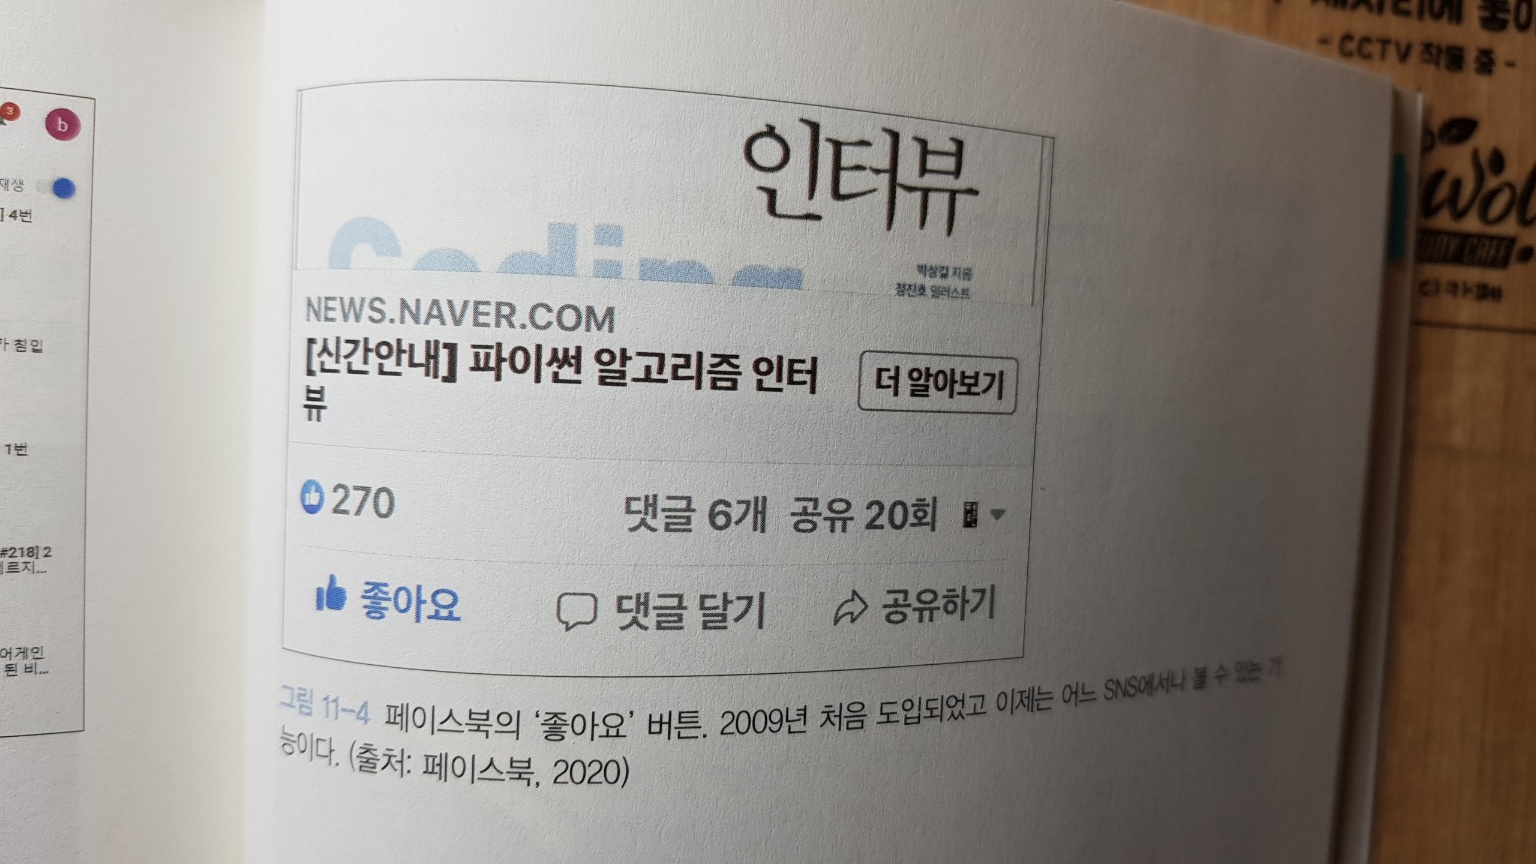 3
b
재생
] 4번
가 침입
1번
#218] 2
르지...
어게인
된 비...
인터뷰
Coding
박상길 지음
정진호 일러스트
NEWS.NAVER.COM
[신간안내] 파이썬 알고리즘 인터
뷰
더 알아보기
270
댓글 6개 공유 20회
좋아요
댓글 달기
공유하기
그림 11-4 페이스북의 ‘좋아요’ 버튼. 2009년 처음 도입되었고 이제는 어느 SNS에서나 볼 수 있는 기
능이다. (출처: 페이스북, 2020)
- CCTV 작동 중 -